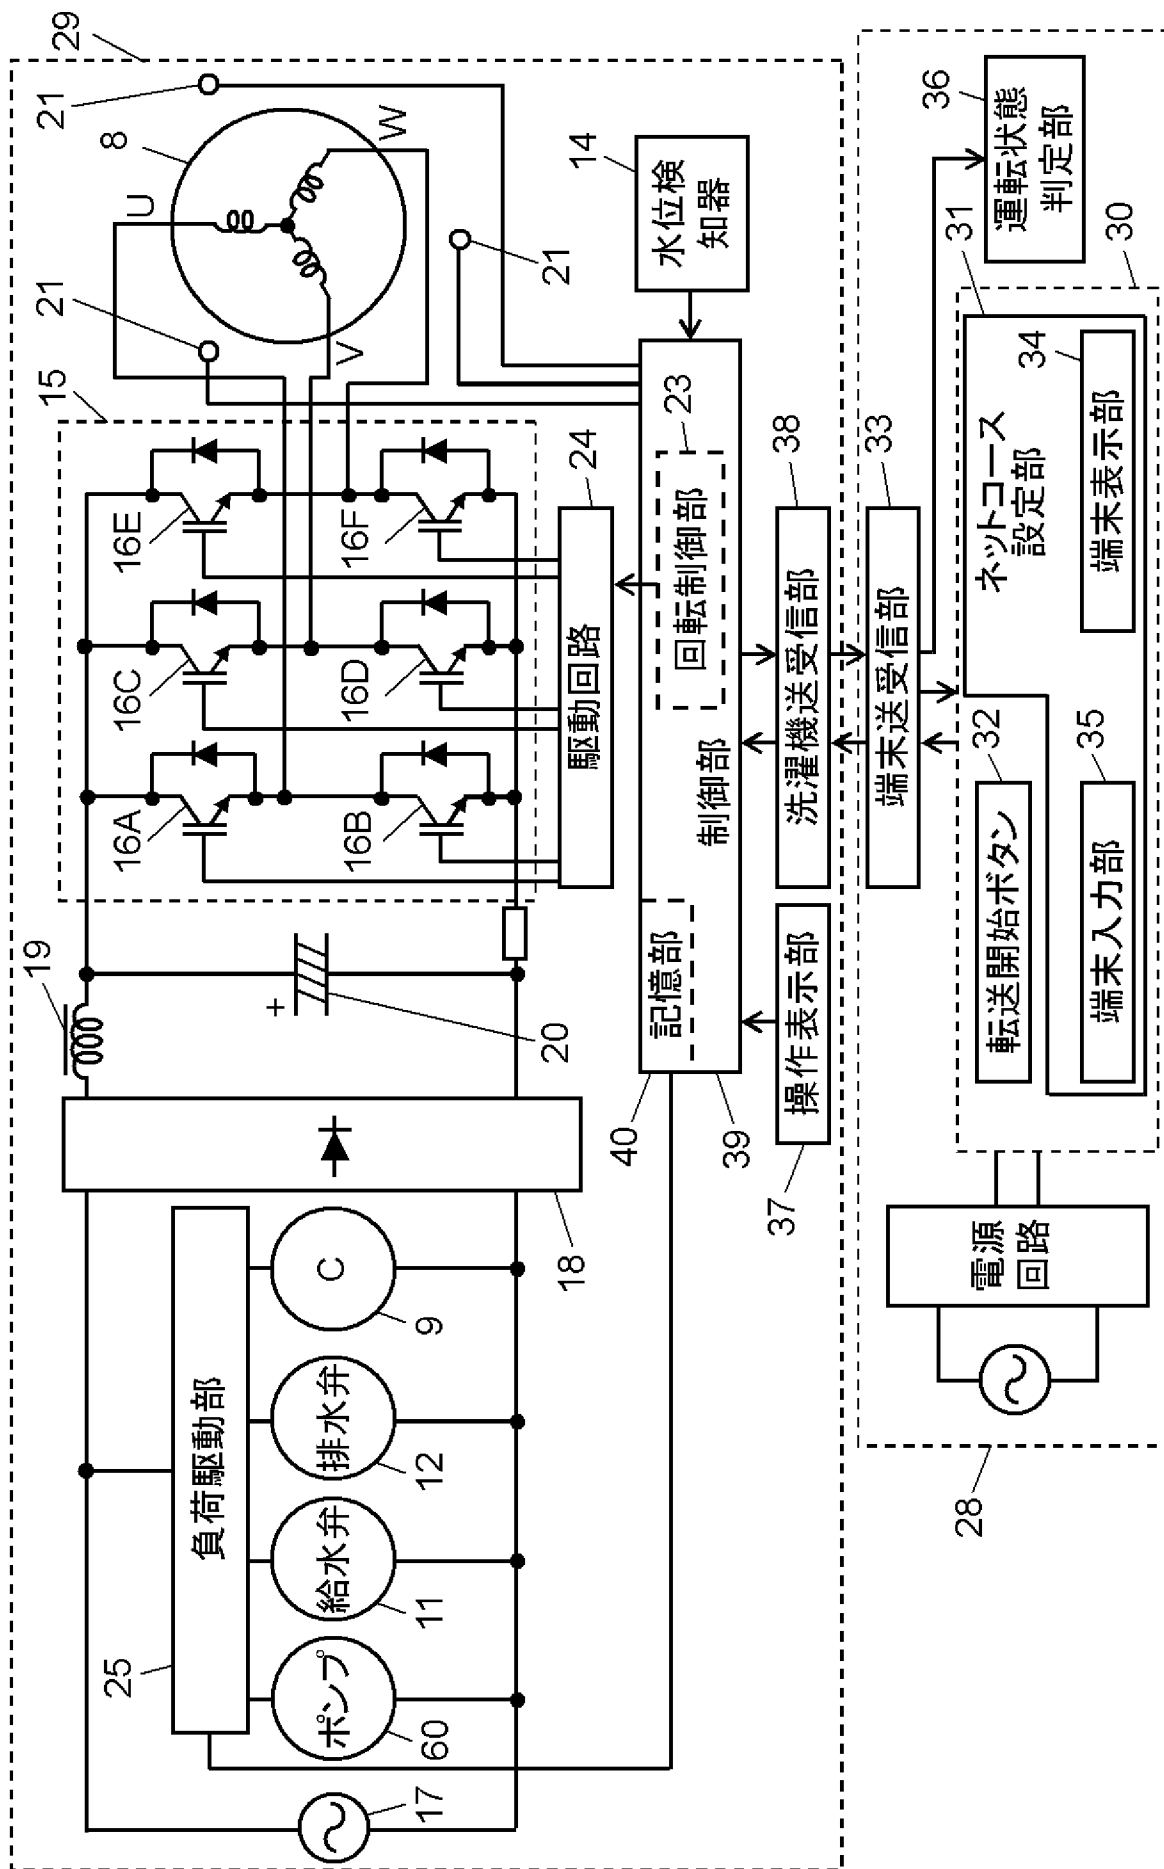 29
21
8
U
W
V
21
21
15
16E
16F
16C
16D
16A
16B
19
+
20
24
駆動回路
14
水位検
知器
23
回転制御部
制御部
記憶部
40
39
38
洗濯機送受信部
操作表示部
37
18
C
9
負荷駆動部
25
排水弁
12
給水弁
11
ポンプ
60
17
33
端末送受信部
36
運転状態
判定部
31
30
ネットコース
設定部
34
端末表示部
32
転送開始ボタン
35
端末入力部
電源
回路
28